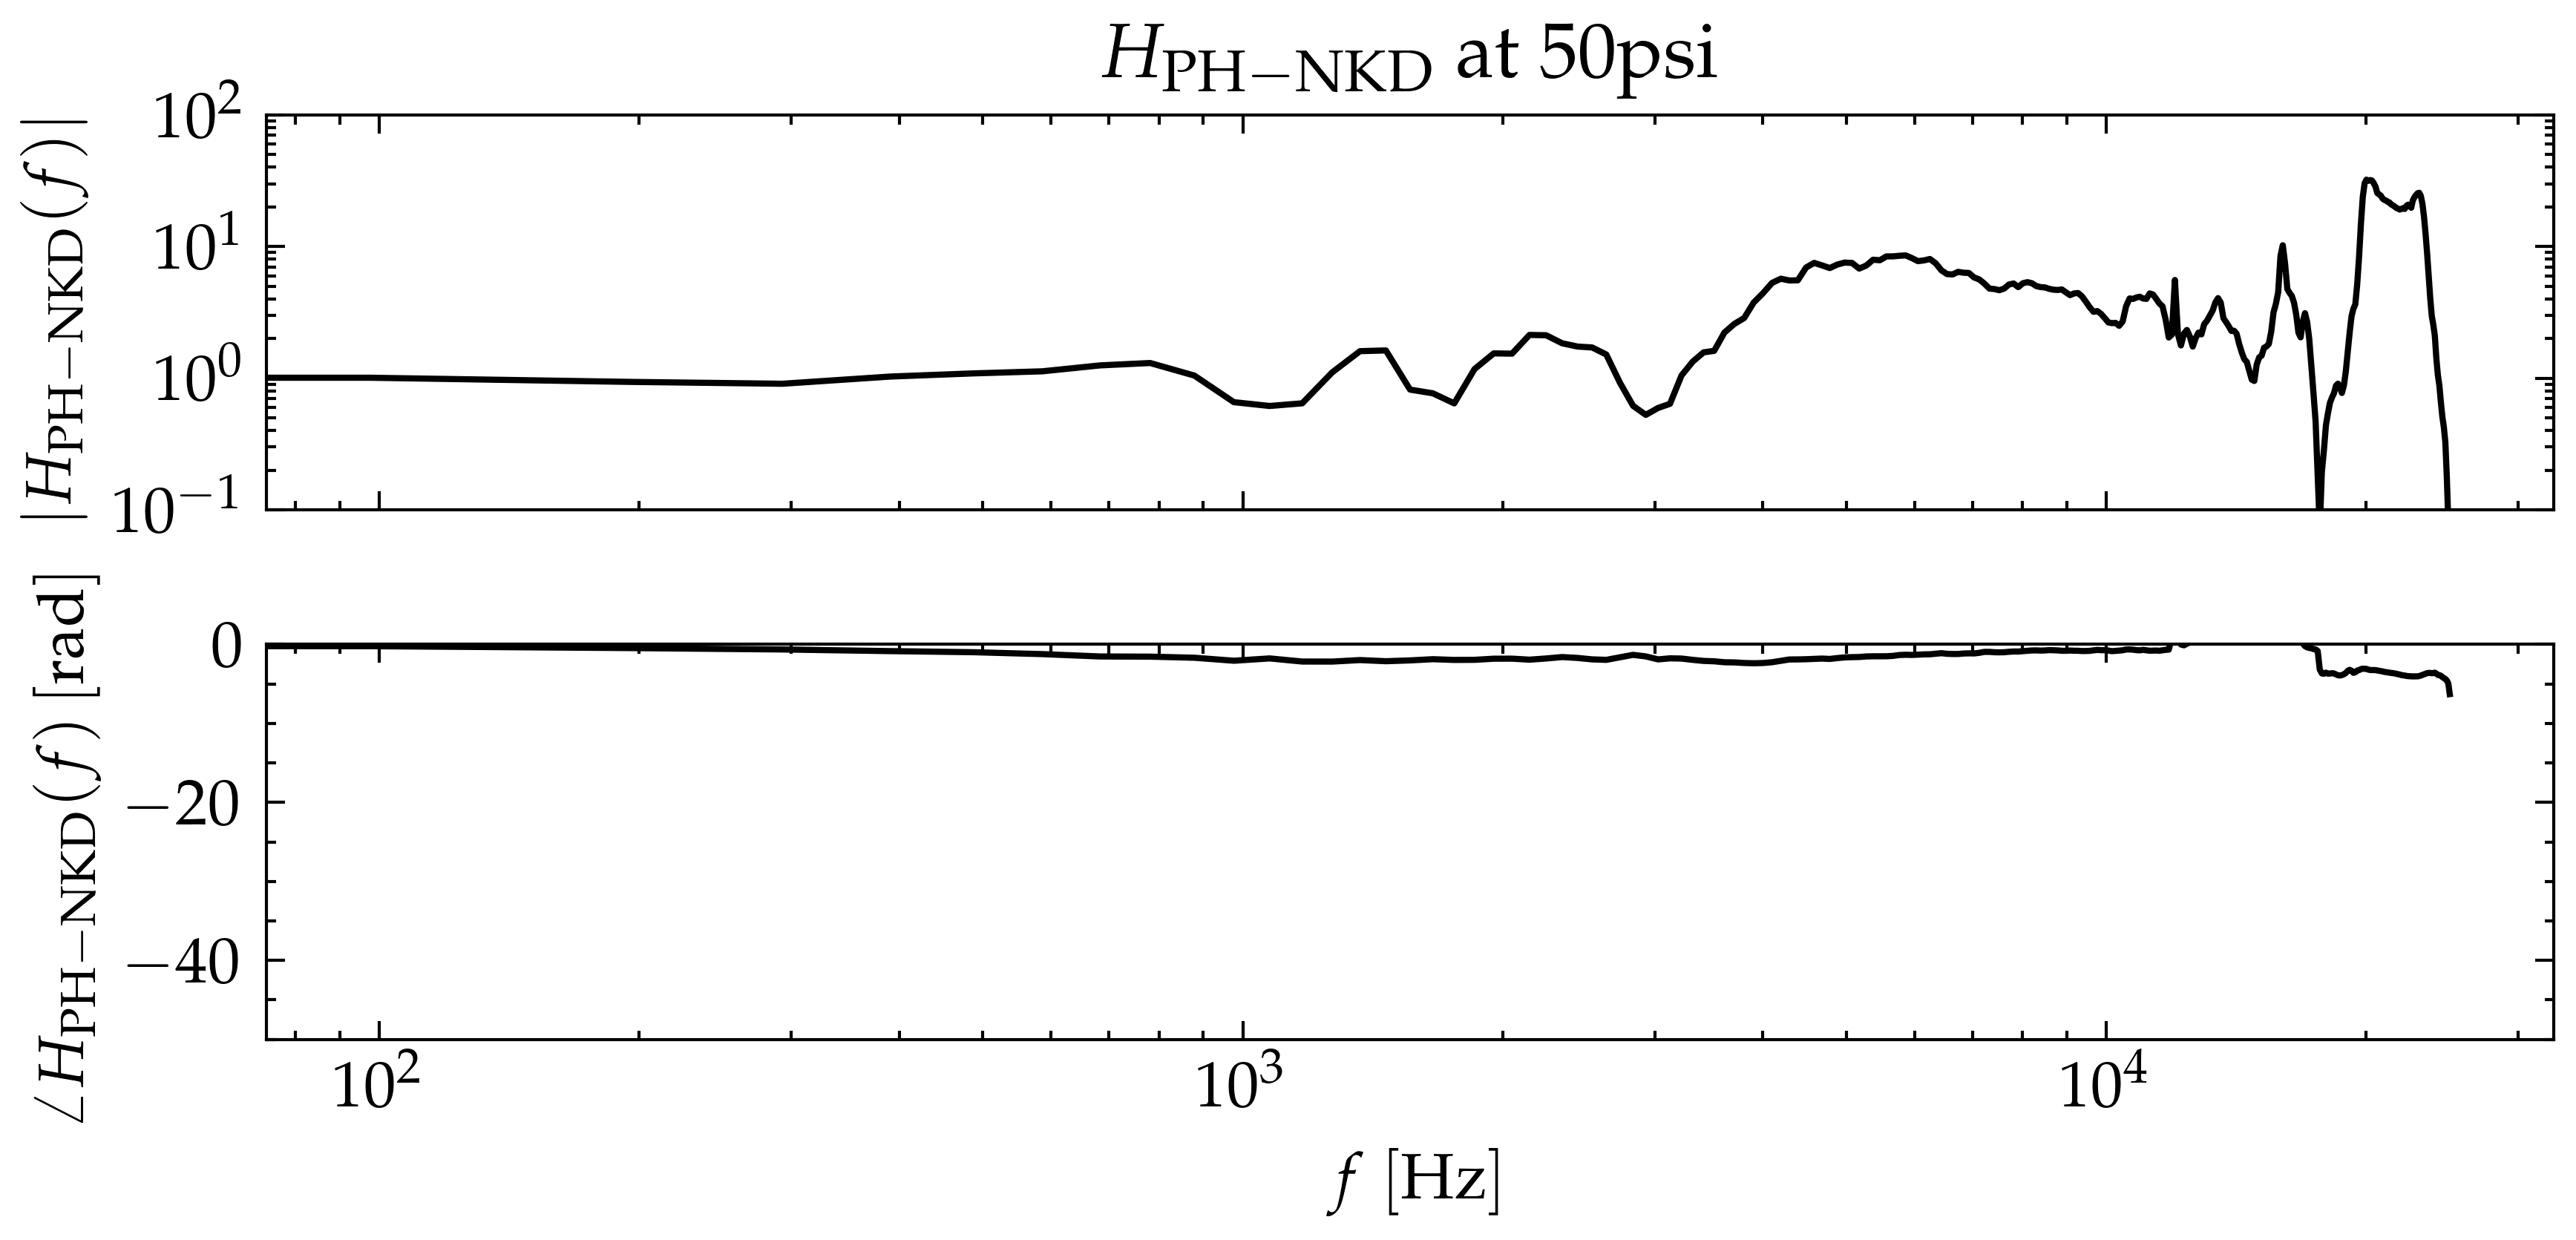 H_PH−NKD at 50psi
|H_PH−NKD(f)|
10^2
10^1
10^0
10^−1
∠H_PH−NKD(f) [rad]
0
−20
−40
10^2 10^3 10^4
f [Hz]